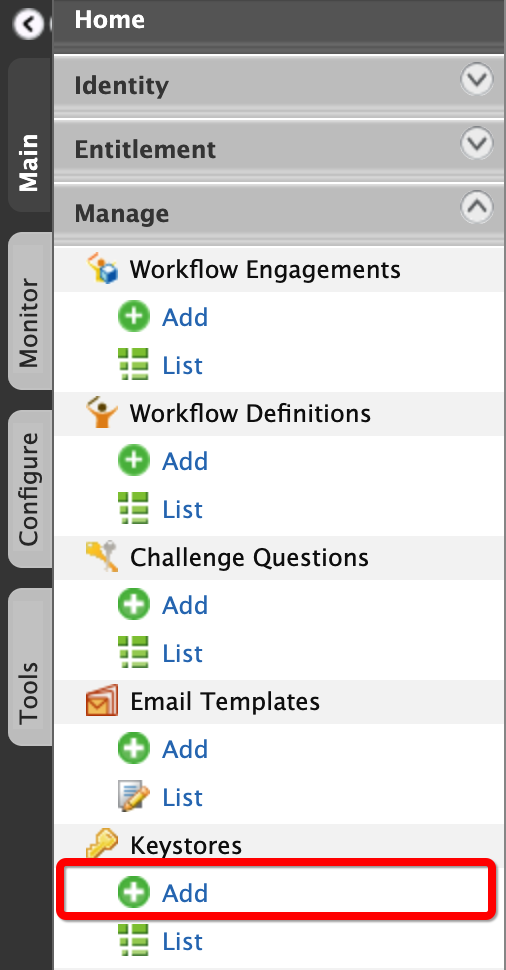 Home
Identity
Entitlement
Manage
Workflow Engagements
Add
List
Workflow Definitions
Add
List
Challenge Questions
Add
List
Email Templates
Add
List
Keystores
Add
List
Main
Monitor
Configure
Tools